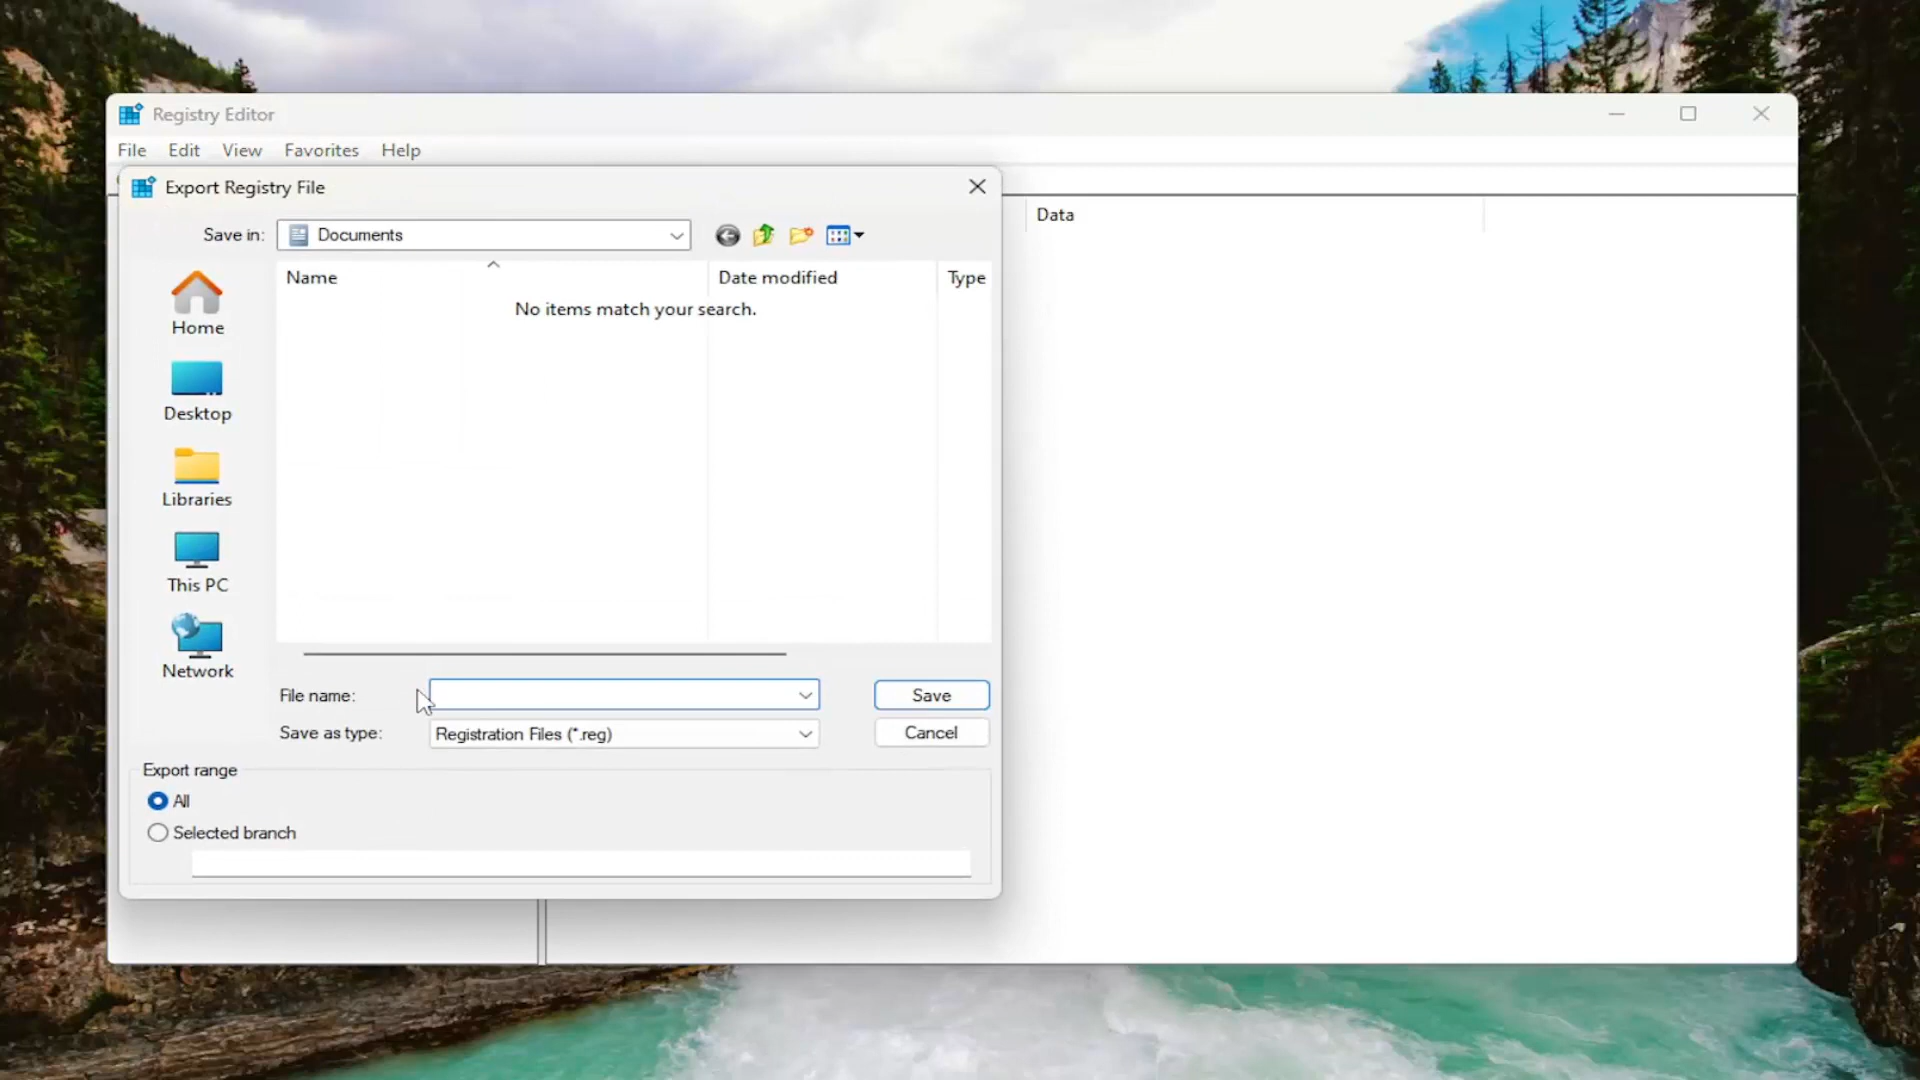 Registry Editor
File Edit View Favorites Help
Export Registry File
Save in: Documents
Data
Name Date modified Type
No items match your search.
Home
Desktop
Libraries
This PC
Network
File name: Save
Save as type: Registration Files (*.reg) Cancel
Export range
All
Selected branch